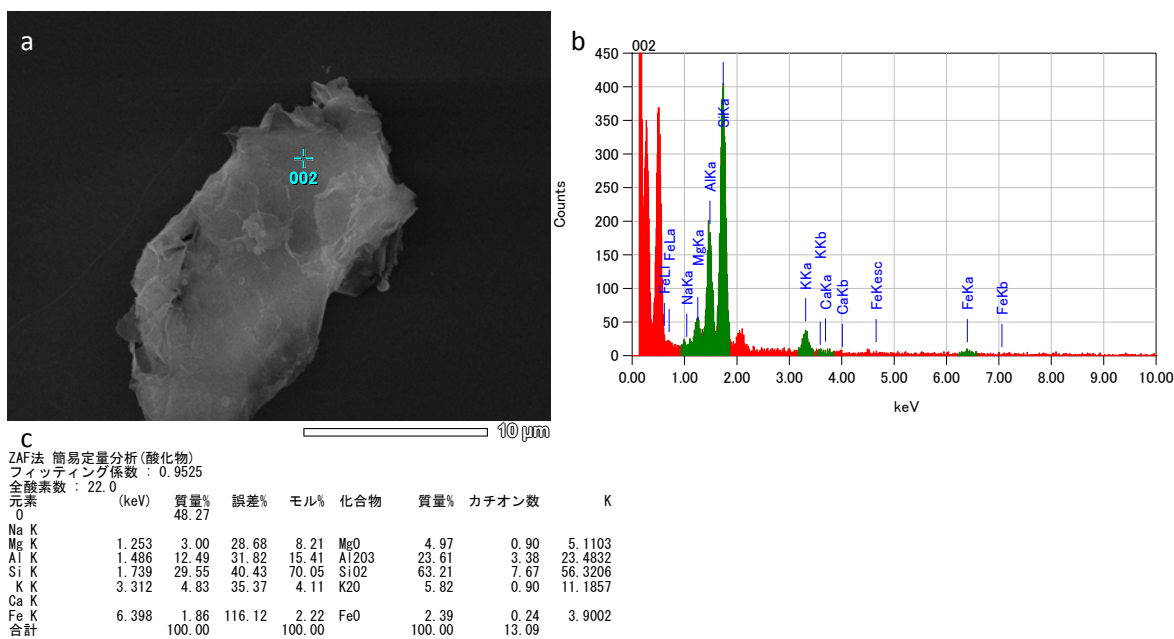 a
002
10 μm
b
002
450
400
350
300
250
200
150
100
50
0
Counts
FeLl
FeLa
NaKa
MgKa
AlKa
SiKa
KKa
KKb
CaKa
CaKb
FeKesc
FeKa
FeKb
0.00 1.00 2.00 3.00 4.00 5.00 6.00 7.00 8.00 9.00 10.00
keV
c
ZAF法 簡易定量分析(酸化物)
フィッティング係数 : 0.9525
全酸素数 : 22.0
元素 (keV) 質量% 誤差% モル% 化合物 質量% カチオン数 K
O 48.27
Na K
Mg K 1.253 3.00 28.68 8.21 MgO 4.97 0.90 5.1103
Al K 1.486 12.49 31.82 15.41 Al2O3 23.61 3.38 23.4832
Si K 1.739 29.55 40.43 70.05 SiO2 63.21 7.67 56.3206
K K 3.312 4.83 35.37 4.11 K2O 5.82 0.90 11.1857
Ca K
Fe K 6.398 1.86 116.12 2.22 FeO 2.39 0.24 3.9002
合計 100.00 100.00 100.00 13.09